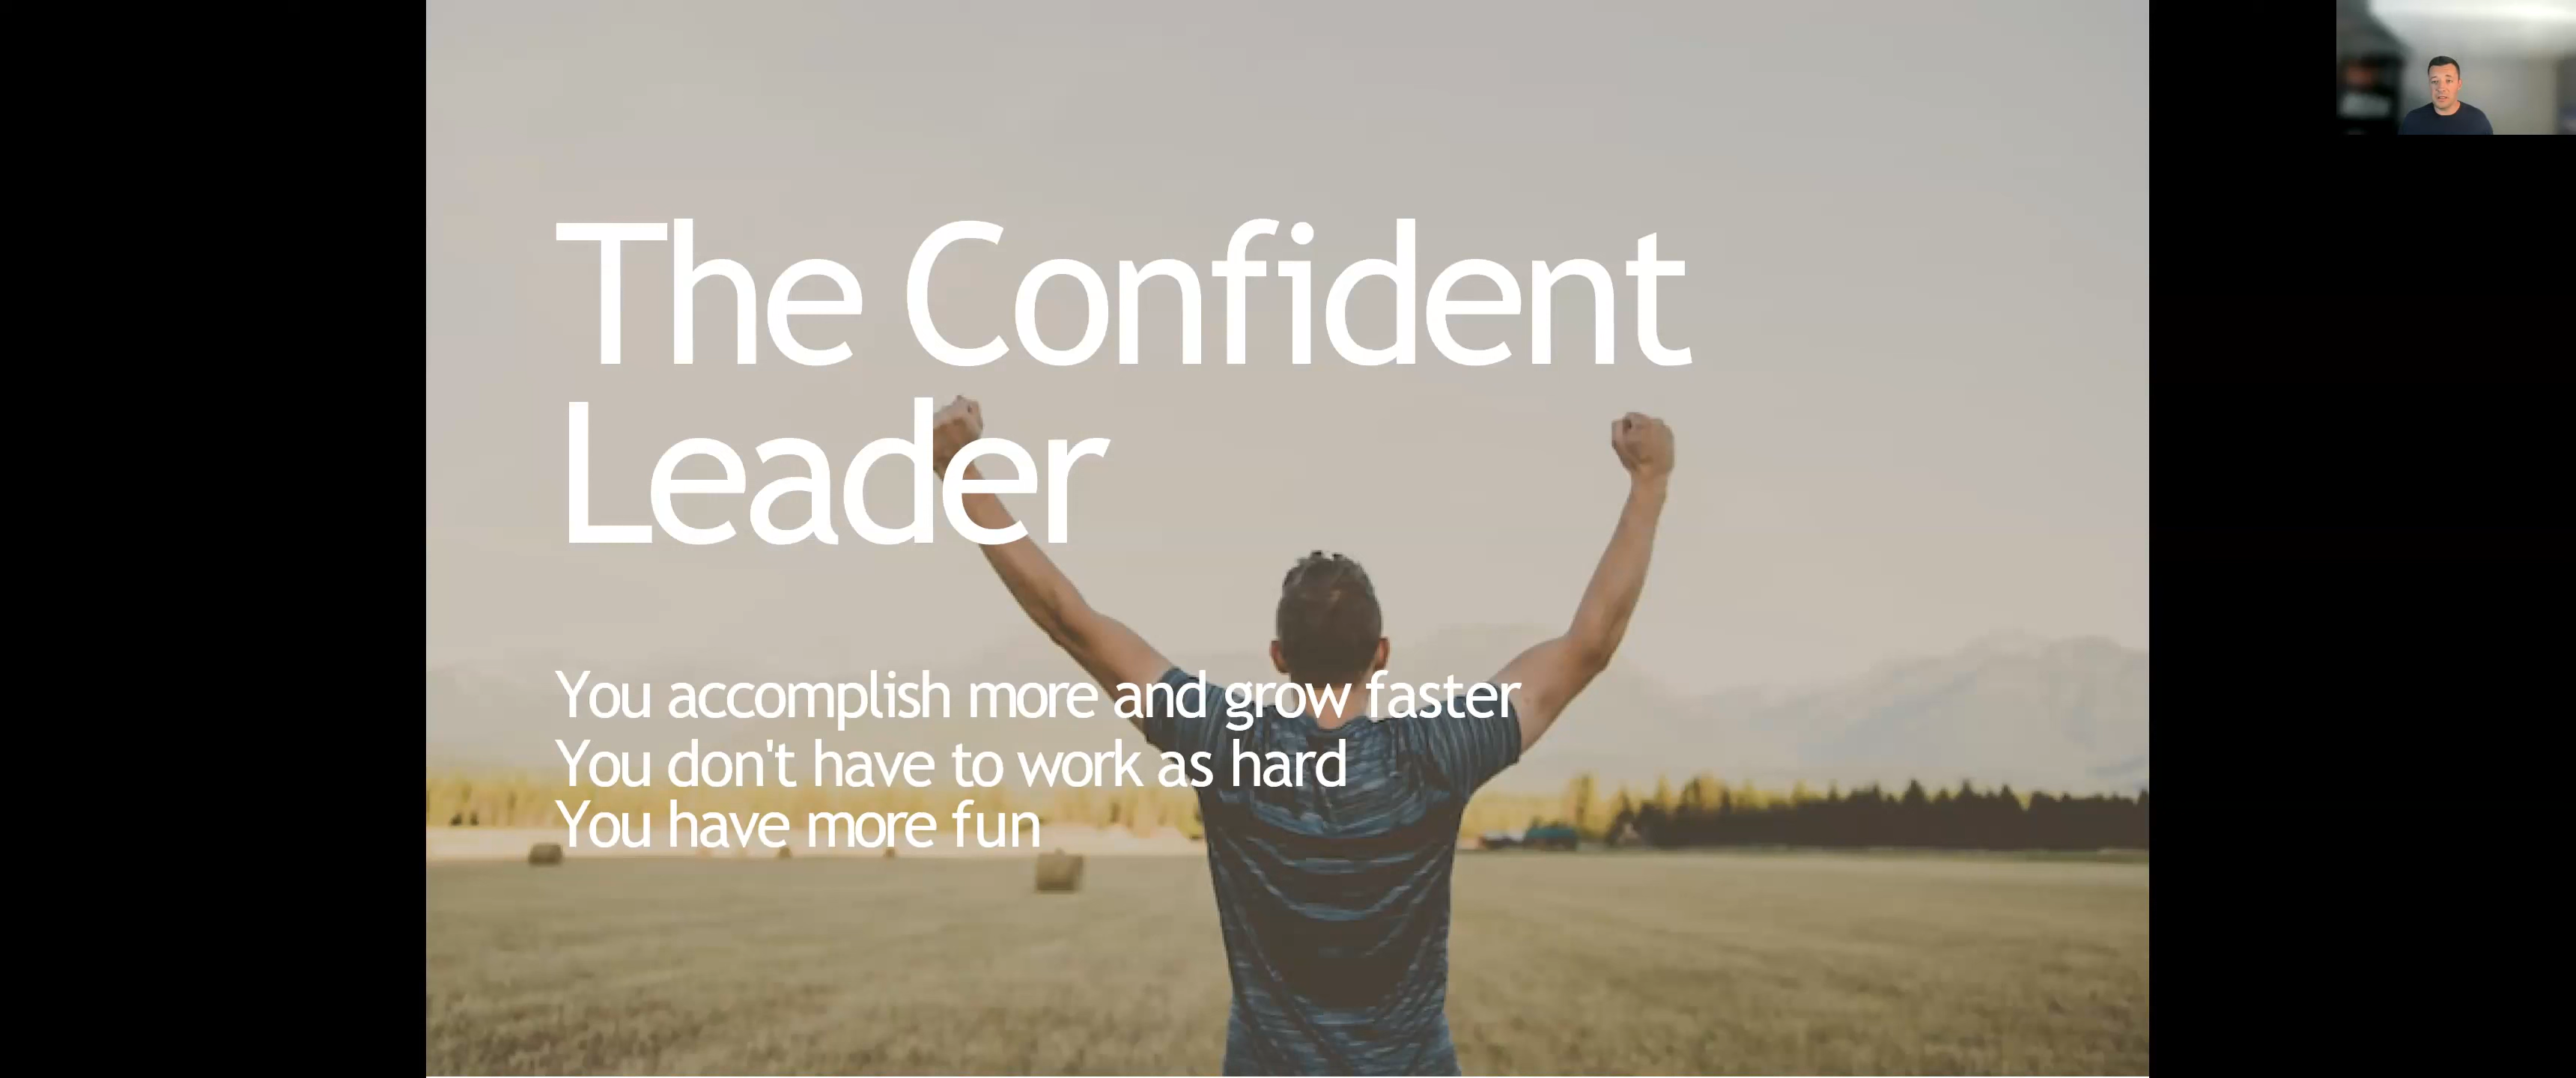 The Confident
Leader
You accomplish more and grow faster
You don't have to work as hard
You have more fun